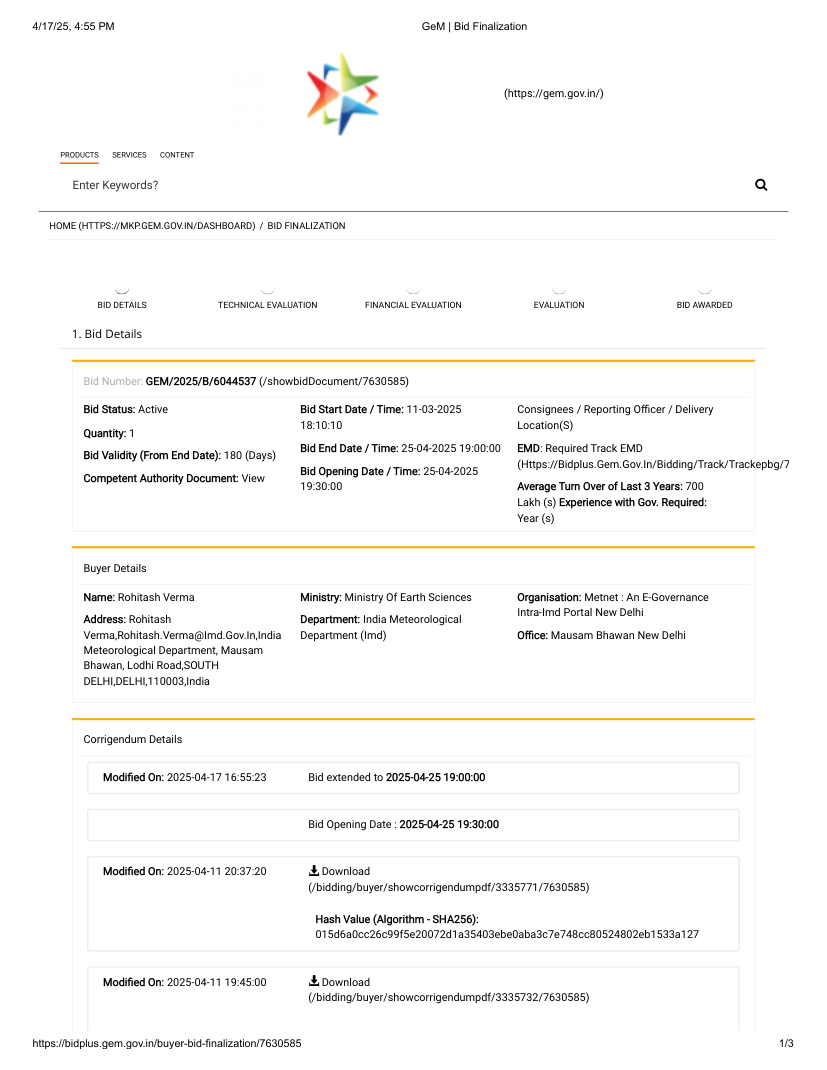 4/17/25, 4:55 PM
GeM | Bid Finalization
(https://gem.gov.in/)
PRODUCTS SERVICES CONTENT
Enter Keywords?
HOME (HTTPS://MKP.GEM.GOV.IN/DASHBOARD) / BID FINALIZATION
BID DETAILS
TECHNICAL EVALUATION
FINANCIAL EVALUATION
EVALUATION
BID AWARDED
1. Bid Details
Bid Number: GEM/2025/B/6044537 (/showbidDocument/7630585)
Bid Status: Active
Quantity: 1
Bid Validity (From End Date): 180 (Days)
Competent Authority Document: View
Bid Start Date / Time: 11-03-2025
18:10:10
Bid End Date / Time: 25-04-2025 19:00:00
Bid Opening Date / Time: 25-04-2025
19:30:00
Consignees / Reporting Officer / Delivery
Location(S)
EMD: Required Track EMD
(Https://Bidplus.Gem.Gov.In/Bidding/Track/Trackepbg/7
Average Turn Over of Last 3 Years: 700
Lakh (s) Experience with Gov. Required:
Year (s)
Buyer Details
Name: Rohitash Verma
Address: Rohitash
Verma,Rohitash.Verma@Imd.Gov.In,India
Meteorological Department, Mausam
Bhawan, Lodhi Road,SOUTH
DELHI,DELHI,110003,India
Ministry: Ministry Of Earth Sciences
Department: India Meteorological
Department (Imd)
Organisation: Metnet : An E-Governance
Intra-Imd Portal New Delhi
Office: Mausam Bhawan New Delhi
Corrigendum Details
Modified On: 2025-04-17 16:55:23
Bid extended to 2025-04-25 19:00:00
Bid Opening Date : 2025-04-25 19:30:00
Modified On: 2025-04-11 20:37:20
Download
(/bidding/buyer/showcorrigendumpdf/3335771/7630585)
Hash Value (Algorithm - SHA256):
015d6a0cc26c99f5e20072d1a35403ebe0aba3c7e748cc80524802eb1533a127
Modified On: 2025-04-11 19:45:00
Download
(/bidding/buyer/showcorrigendumpdf/3335732/7630585)
https://bidplus.gem.gov.in/buyer-bid-finalization/7630585
1/3